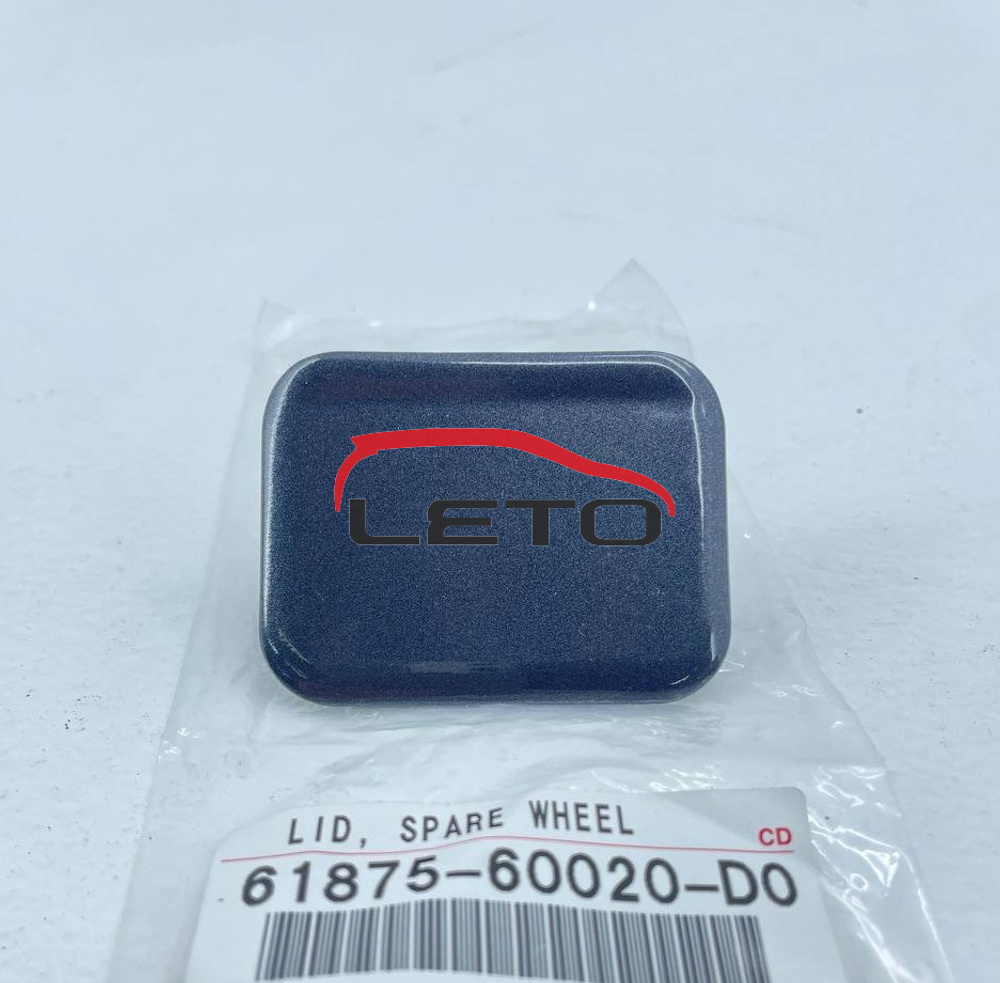 LETO
LID, SPARE WHEEL
CD
61875-60020-D0